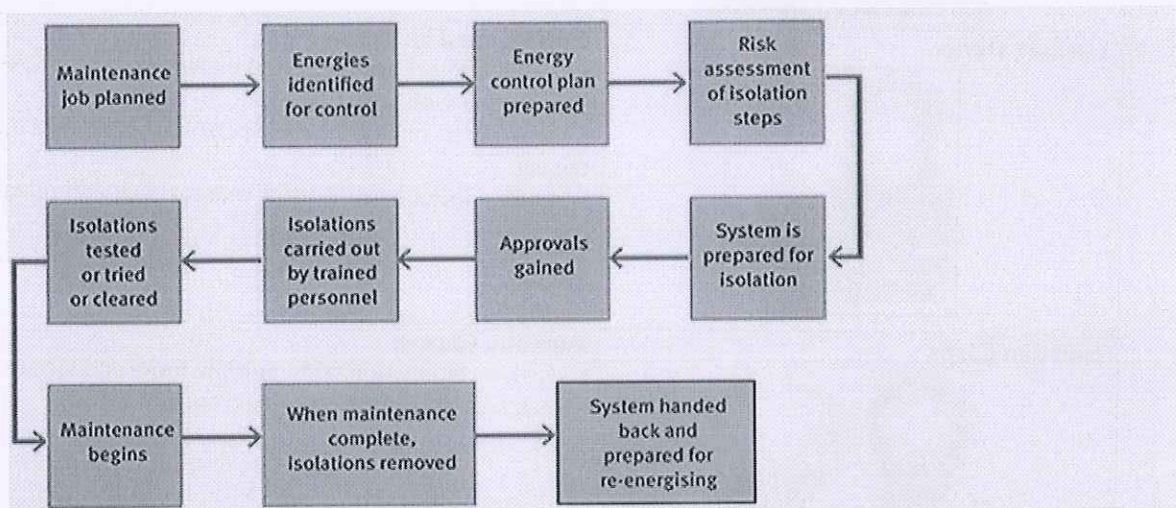 Maintenance
job planned
Energies
identified
for control
Energy
control plan
prepared
Risk
assessment
of isolation
steps
System is
prepared for
isolation
Approvals
gained
Isolations
carried out
by trained
personnel
Isolations
tested
or tried
or cleared
Maintenance
begins
When maintenance
complete,
isolations removed
System handed
back and
prepared for
re-energising